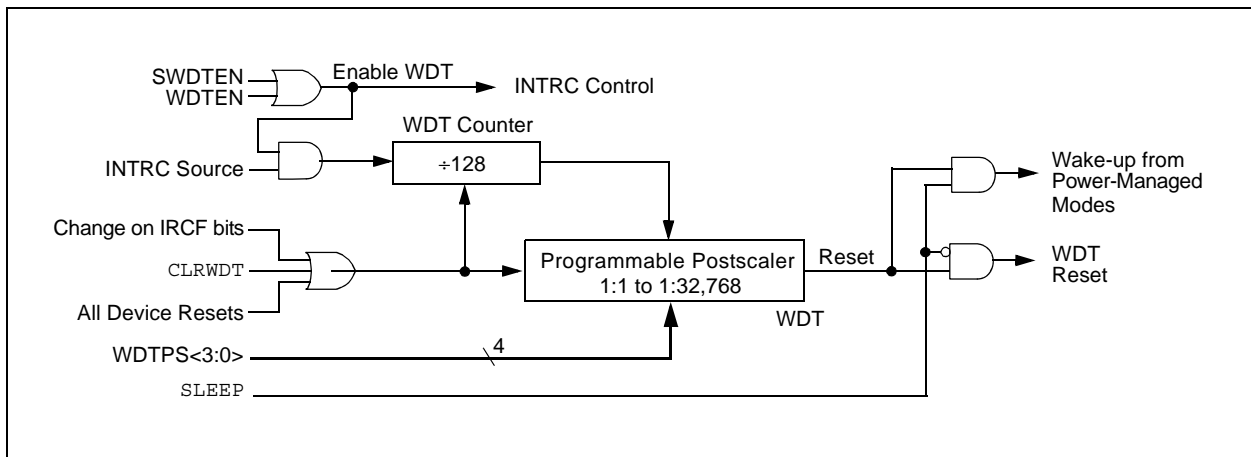 SWDTEN
WDTEN
Enable WDT
INTRC Control
WDT Counter
INTRC Source
÷128
Wake-up from
Power-Managed
Modes
Change on IRCF bits
CLRWDT
All Device Resets
Programmable Postscaler
1:1 to 1:32,768
Reset
WDT
WDT
Reset
WDTPS<3:0>
4
SLEEP